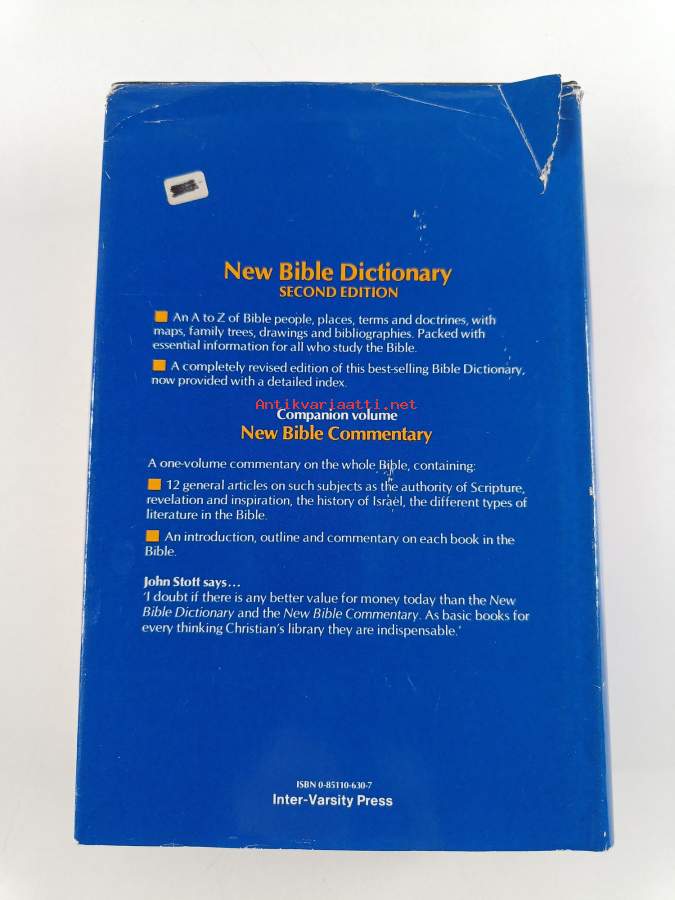 New Bible Dictionary
SECOND EDITION
An A to Z of Bible people, places, terms and doctrines, with
maps, family trees, drawings and bibliographies. Packed with
essential information for all who study the Bible.
A completely revised edition of this best-selling Bible Dictionary,
now provided with a detailed index.
Antikvariaatti.net
Companion volume
New Bible Commentary
A one-volume commentary on the whole Bible, containing:
12 general articles on such subjects as the authority of Scripture,
revelation and inspiration, the history of Israel, the different types of
literature in the Bible.
An introduction, outline and commentary on each book in the
Bible.
John Stott says...
'I doubt if there is any better value for money today than the New
Bible Dictionary and the New Bible Commentary. As basic books for
every thinking Christian's library they are indispensable.'
ISBN 0-85110-630-7
Inter-Varsity Press